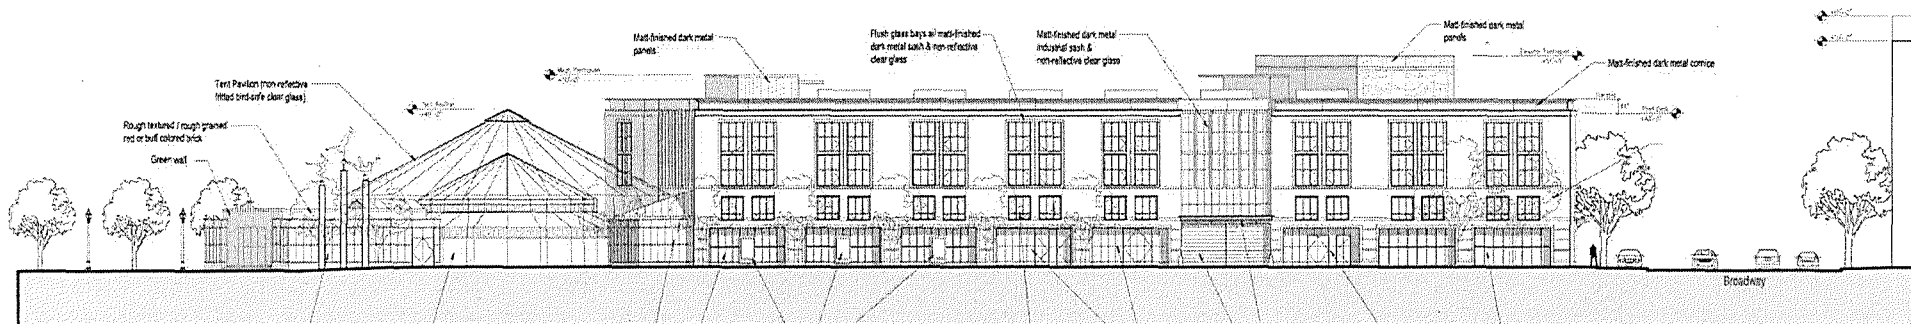 Matt-finished dark metal
panels
Flush glass bays w/ matt-finished
dark metal sash & non-reflective
clear glass
Matt-finished dark metal
industrial sash &
non-reflective clear glass
Matt-finished dark metal
panels
Matt-finished dark metal cornice
Tent Pavilion (non-reflective
fritted bird-safe clear glass)
Rough textured / rough grained
red or buff colored brick
Green wall
Broadway